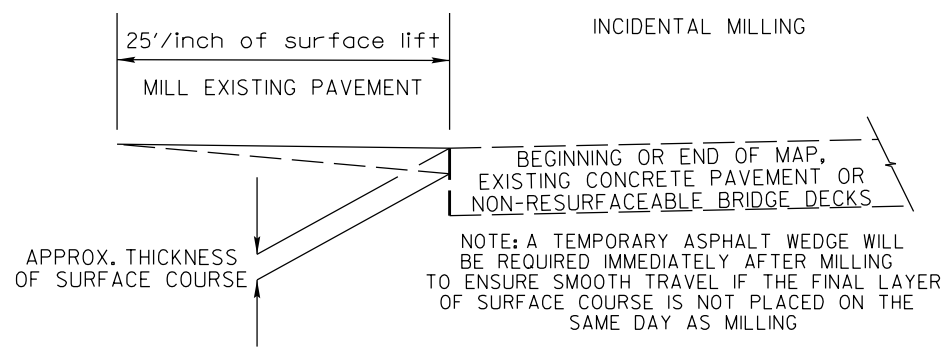 INCIDENTAL MILLING
25'/inch of surface lift
MILL EXISTING PAVEMENT
BEGINNING OR END OF MAP,
EXISTING CONCRETE PAVEMENT OR
NON-RESURFACEABLE BRIDGE DECKS
APPROX. THICKNESS
OF SURFACE COURSE
NOTE: A TEMPORARY ASPHALT WEDGE WILL
BE REQUIRED IMMEDIATELY AFTER MILLING
TO ENSURE SMOOTH TRAVEL IF THE FINAL LAYER
OF SURFACE COURSE IS NOT PLACED ON THE
SAME DAY AS MILLING